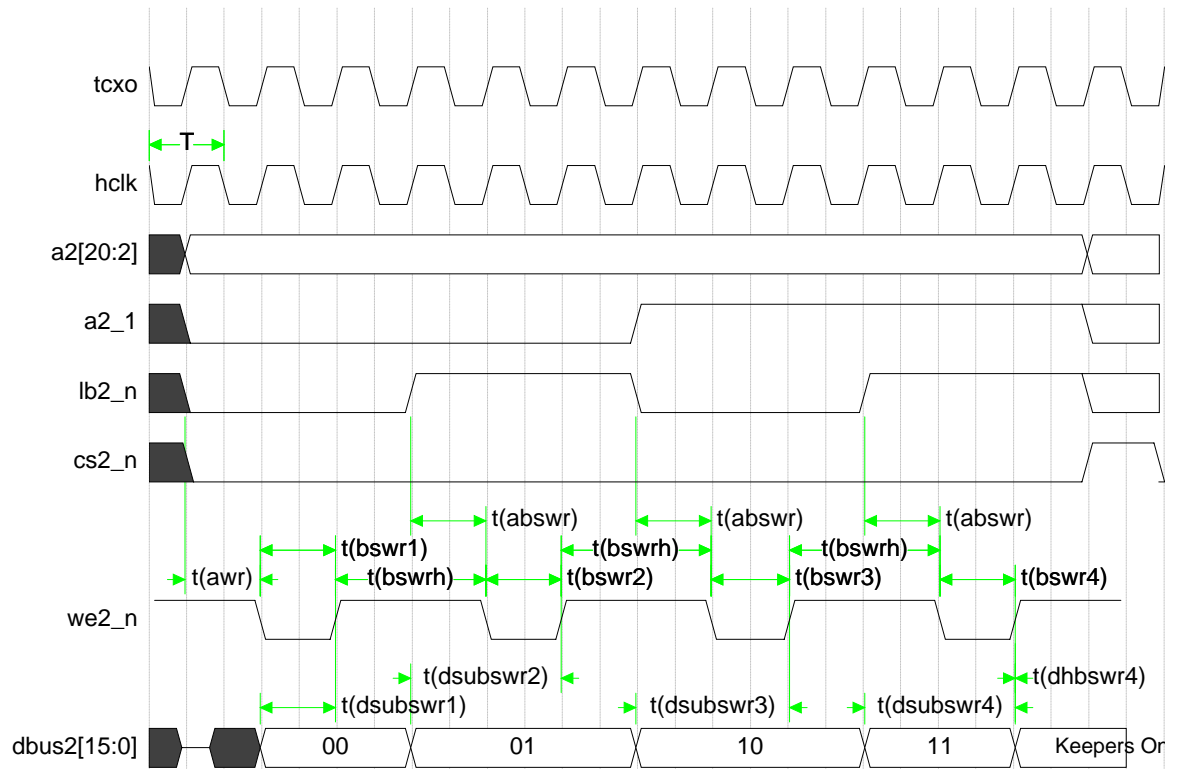 tcxo
T
hclk
a2[20:2]
a2_1
lb2_n
cs2_n
t(abswr) t(abswr) t(abswr)
t(bswr1) t(bswrh) t(bswrh)
t(awr) t(bswrh) t(bswr2) t(bswr3) t(bswr4)
we2_n
t(dsubswr2) t(dhbswr4)
t(dsubswr1) t(dsubswr3) t(dsubswr4)
dbus2[15:0] 00 01 10 11 Keepers On